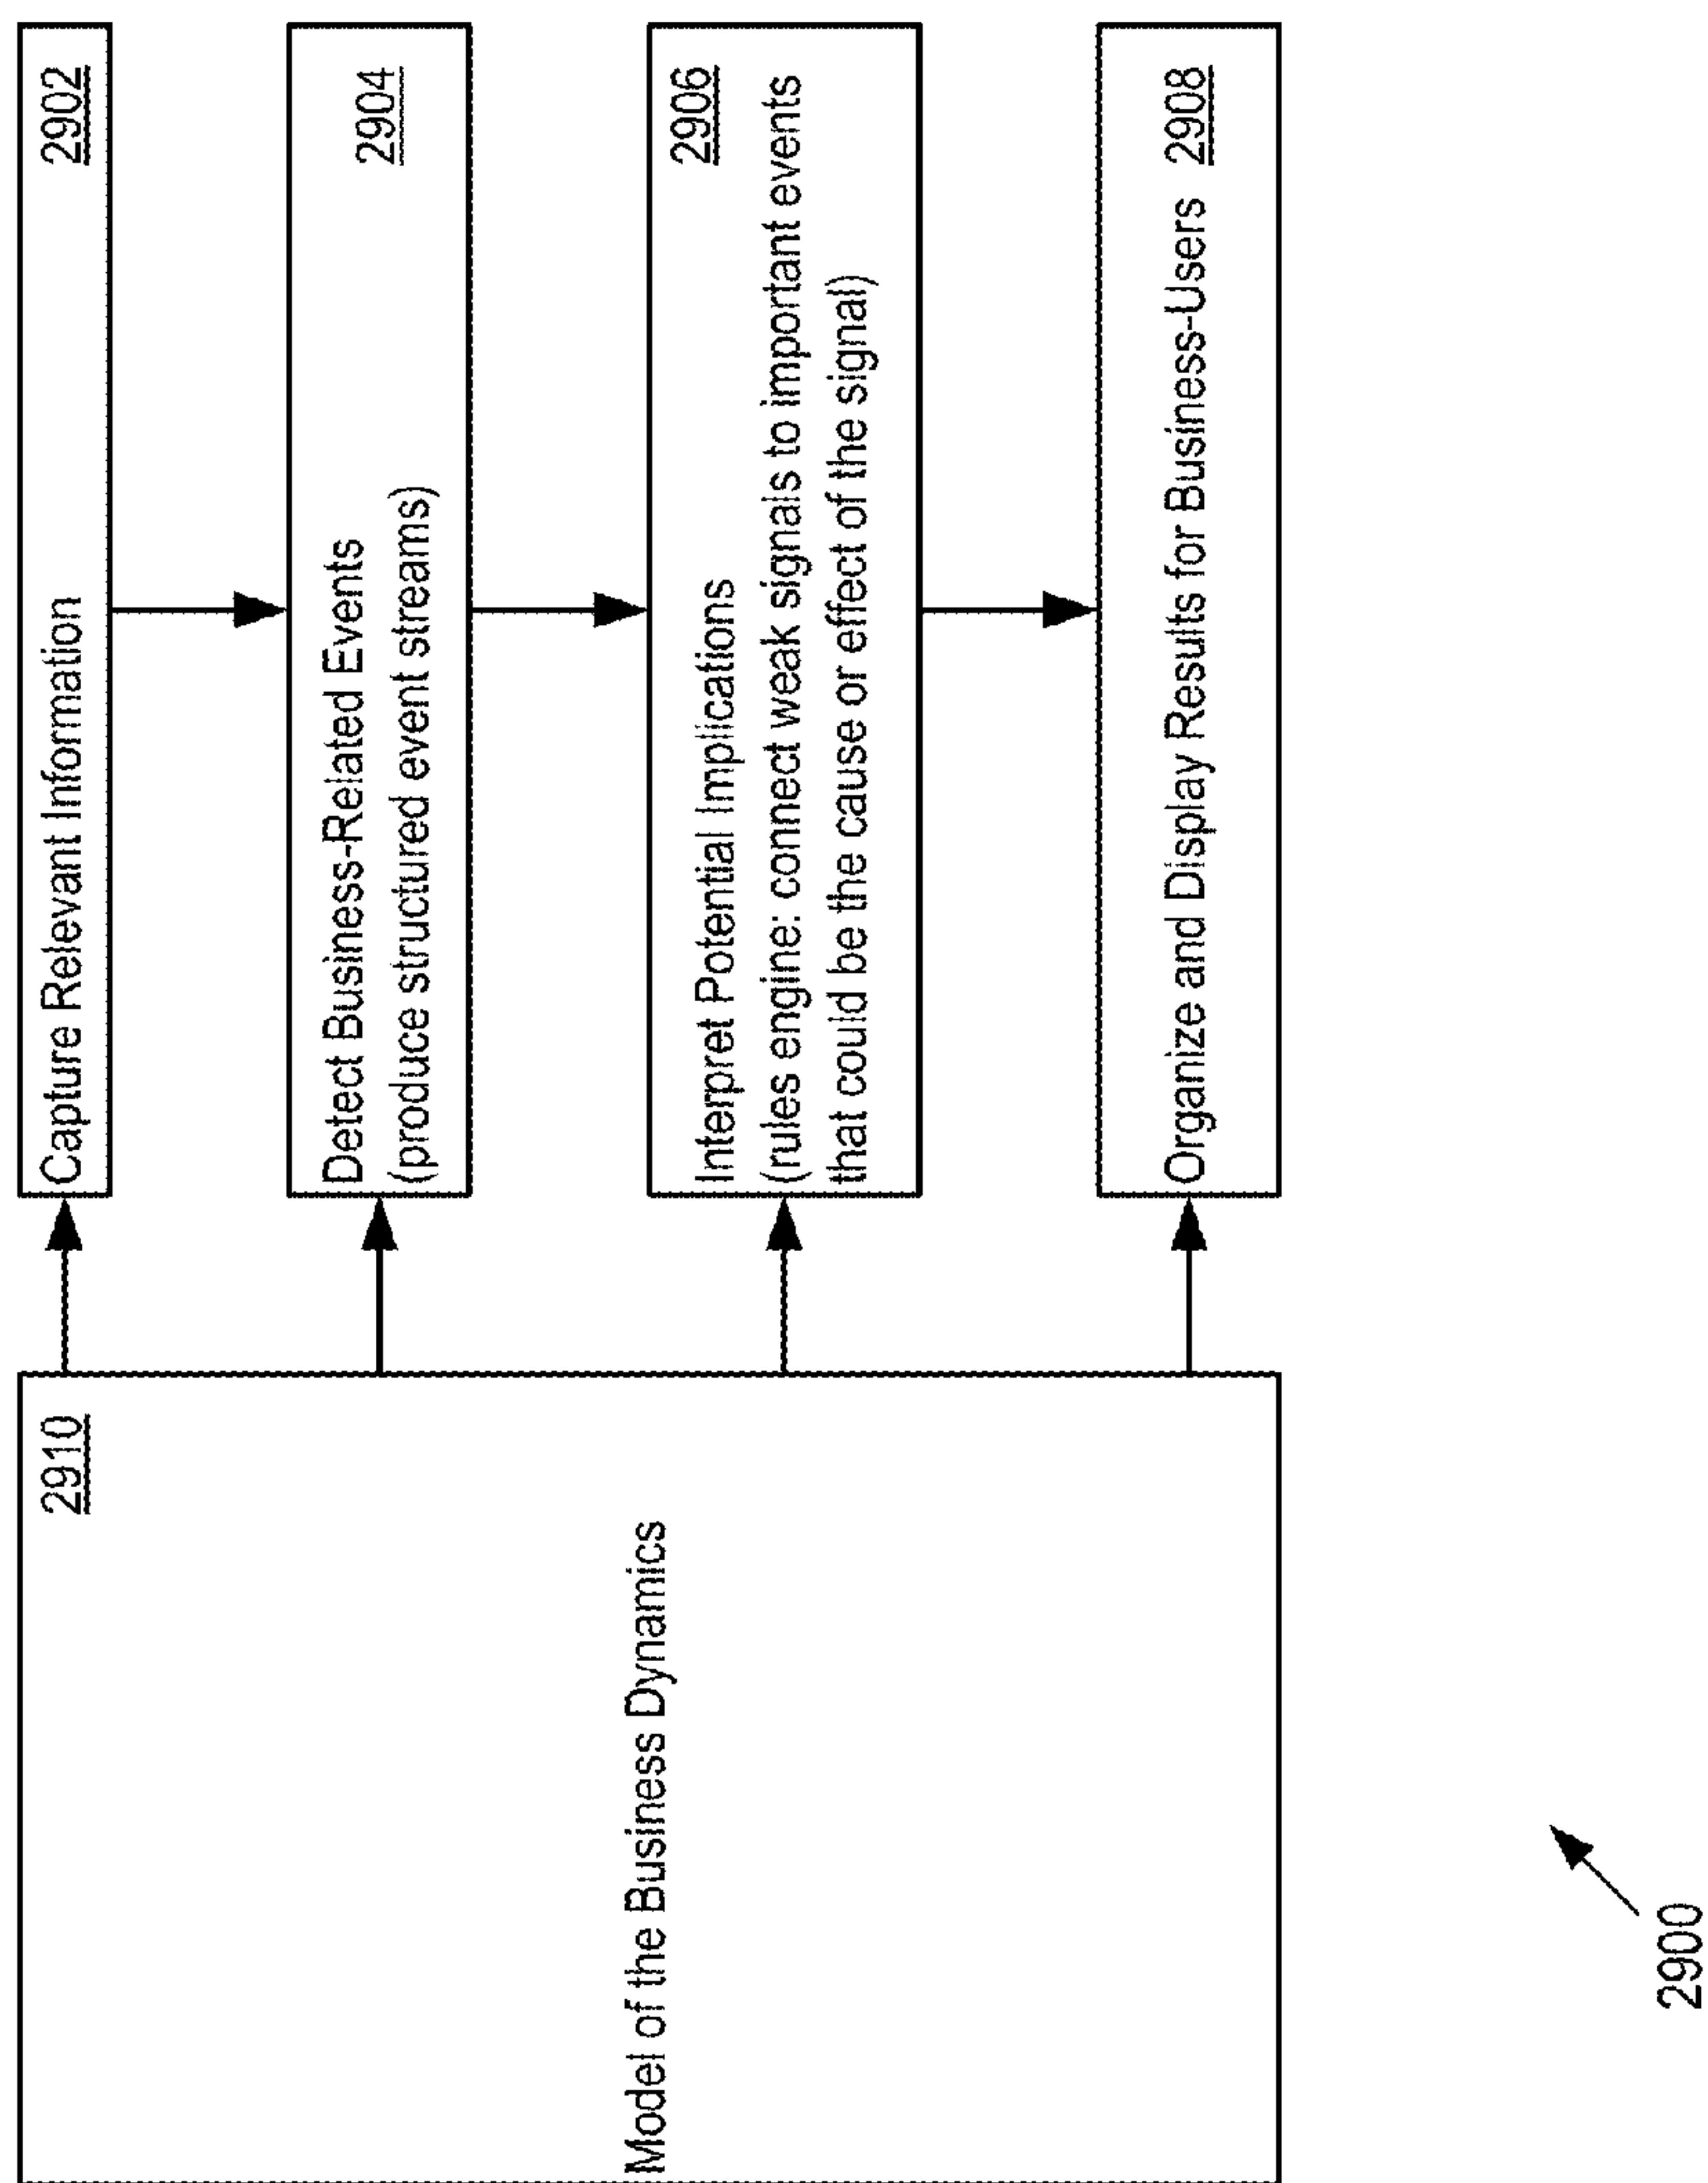 2910
Model of the Business Dynamics
Capture Relevant Information 2902
Detect Business-Related Events
2904
(produce structured event streams)
2906
Interpret Potential Implications
(rules engine: connect weak signals to important events
that could be the cause or effect of the signal)
Organize and Display Results for Business-Users 2908
2900